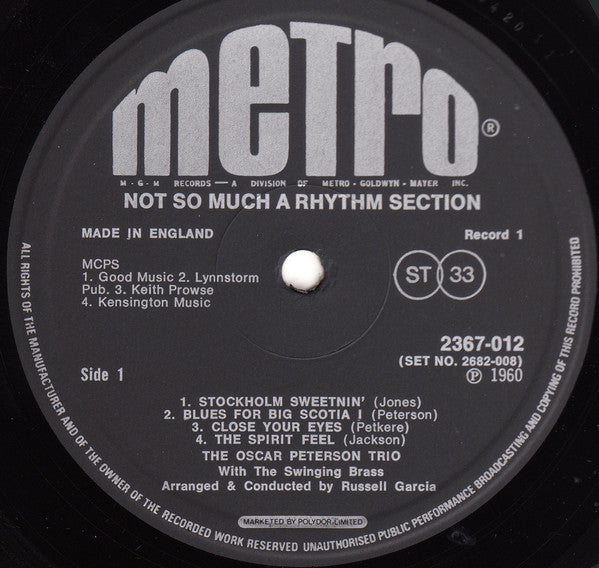 metro®
M-G-M RECORDS — A DIVISION OF METRO-GOLDWYN-MAYER INC.
NOT SO MUCH A RHYTHM SECTION
MADE IN ENGLAND
Record 1
MCPS
1. Good Music 2. Lynnstorm
Pub. 3. Keith Prowse
4. Kensington Music
ST 33
2367-012
(SET NO. 2682-008)
℗ 1960
Side 1
1. STOCKHOLM SWEETNIN' (Jones)
2. BLUES FOR BIG SCOTIA I (Peterson)
3. CLOSE YOUR EYES (Petkere)
4. THE SPIRIT FEEL (Jackson)
THE OSCAR PETERSON TRIO
With The Swinging Brass
Arranged & Conducted by Russell Garcia
MARKETED BY POLYDOR LIMITED
ALL RIGHTS OF THE MANUFACTURER AND OF THE OWNER OF THE RECORDED WORK RESERVED UNAUTHORISED PUBLIC PERFORMANCE BROADCASTING AND COPYING OF THIS RECORD PROHIBITED